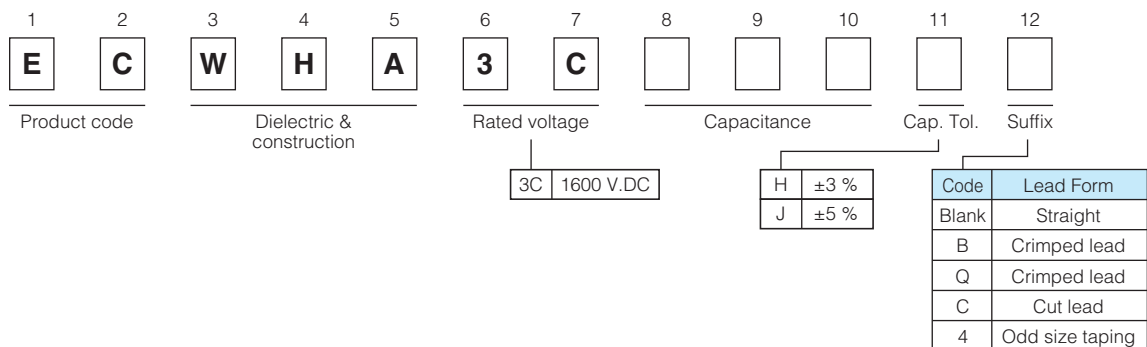 1 2 3 4 5 6 7 8 9 10 11 12
E C W H A 3 C
Product code Dielectric & Rated voltage Capacitance Cap. Tol. Suffix
construction
3C 1600 V.DC
H ±3 %
J ±5 %
Code Lead Form
Blank Straight
B Crimped lead
Q Crimped lead
C Cut lead
4 Odd size taping